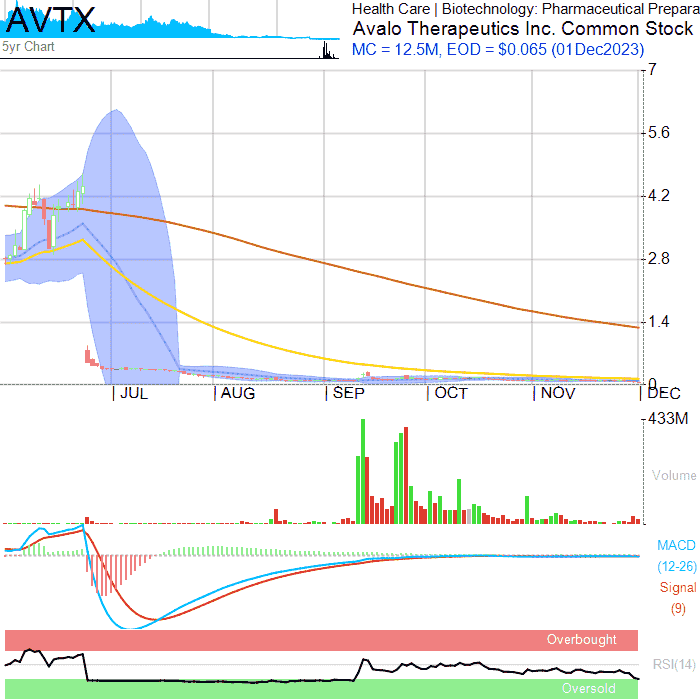 AVTX
Health Care | Biotechnology: Pharmaceutical Prepara
Avalo Therapeutics Inc. Common Stock
5yr Chart
MC = 12.5M, EOD = $0.065 (01Dec2023)
7
5.6
4.2
2.8
1.4
0
JUL AUG SEP OCT NOV DEC
433M
Volume
MACD
(12-26)
Signal
(9)
Overbought
RSI(14)
Oversold